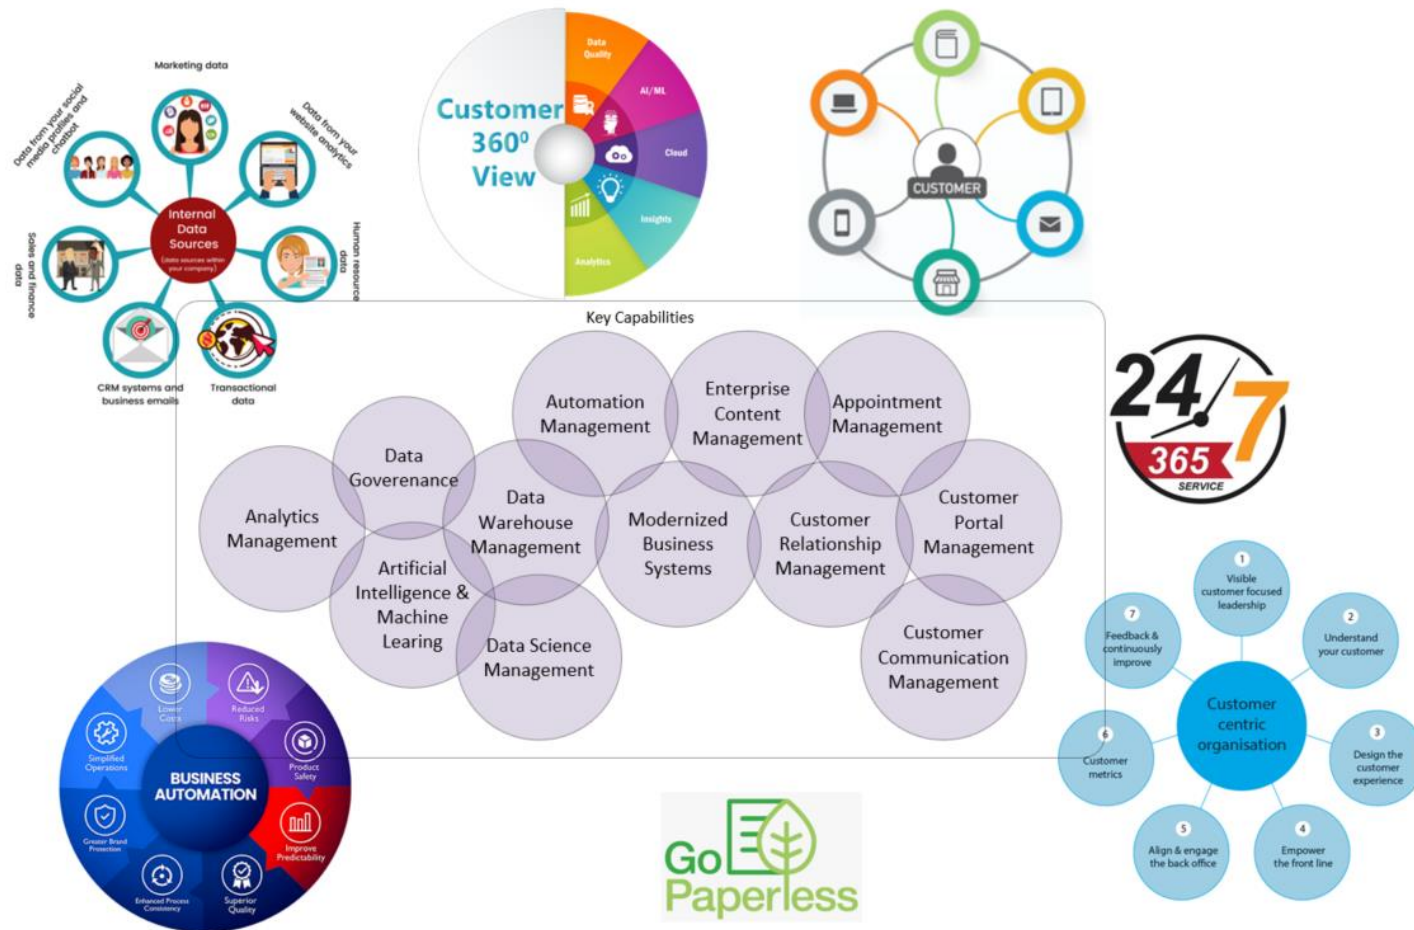 Marketing data
Data from your social
media profiles and
chatbot
Data from your
website analytics
Internal
Data
Sources
(data sources within
your company)
Sales and finance
data
Human resource
data
CRM systems and
business emails
Transactional
data
Customer
360⁰
View
Data
Quality
AI/ML
Cloud
Insights
Analytics
CUSTOMER
Key Capabilities
Automation
Management
Enterprise
Content
Management
Appointment
Management
Data
Goverenance
Analytics
Management
Data
Warehouse
Management
Modernized
Business
Systems
Customer
Relationship
Management
Customer
Portal
Management
Artificial
Intelligence &
Machine
Learing
Data Science
Management
Customer
Communication
Management
24
7
365
SERVICE
BUSINESS
AUTOMATION
Lower
Costs
Reduced
Risks
Product
Safety
Improve
Predictability
Superior
Quality
Enhanced Process
Consistency
Greater Brand
Protection
Simplified
Operations
Go
Paperless
Customer
centric
organisation
1
Visible
customer focused
leadership
2
Understand
your customer
3
Design the
customer
experience
4
Empower
the front line
5
Align & engage
the back office
6
Customer
metrics
7
Feedback &
continuously
improve